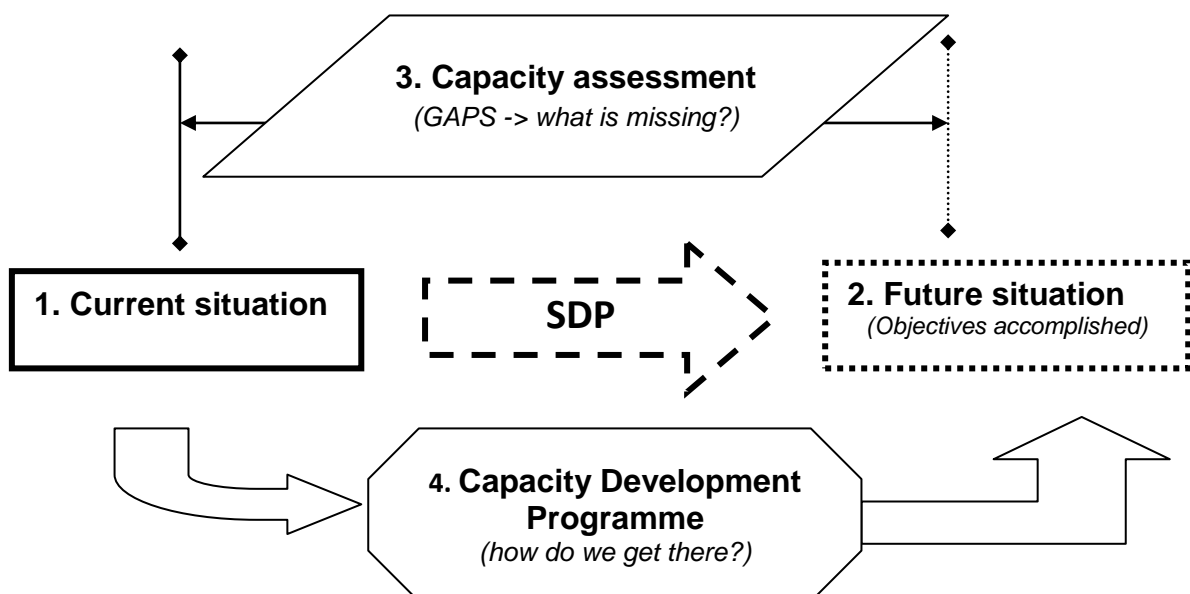 3. Capacity assessment
(GAPS -> what is missing?)
1. Current situation
SDP
2. Future situation
(Objectives accomplished)
4. Capacity Development
Programme
(how do we get there?)